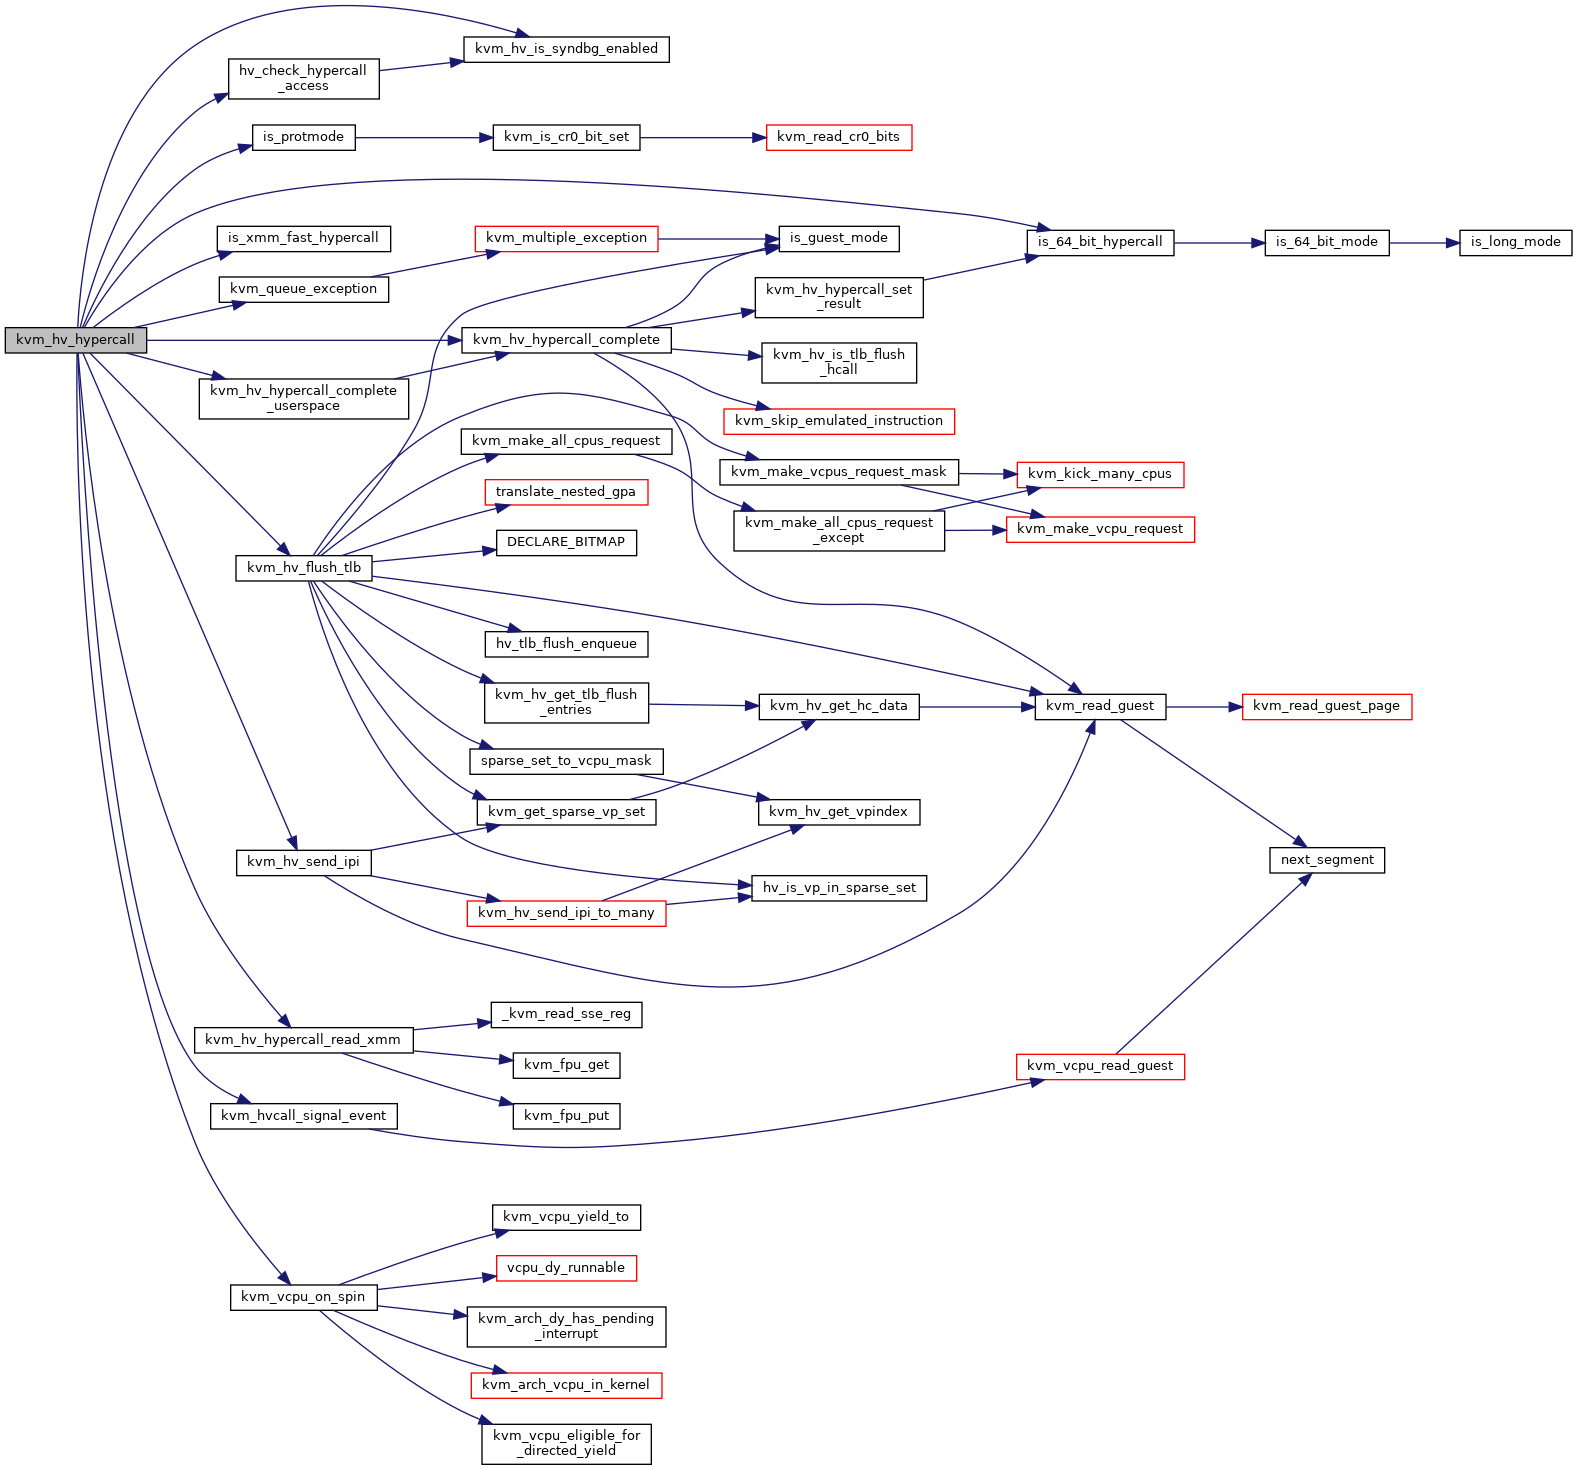 kvm_hv_is_syndbg_enabled
hv_check_hypercall
_access
is_protmode
kvm_is_cr0_bit_set
kvm_read_cr0_bits
is_xmm_fast_hypercall
kvm_multiple_exception
is_guest_mode
is_64_bit_hypercall
is_64_bit_mode
is_long_mode
kvm_queue_exception
kvm_hv_hypercall_set
_result
kvm_hv_hypercall
kvm_hv_hypercall_complete
kvm_hv_is_tlb_flush
_hcall
kvm_hv_hypercall_complete
_userspace
kvm_skip_emulated_instruction
kvm_make_all_cpus_request
kvm_make_vcpus_request_mask
kvm_kick_many_cpus
translate_nested_gpa
kvm_make_all_cpus_request
_except
kvm_make_vcpu_request
DECLARE_BITMAP
kvm_hv_flush_tlb
hv_tlb_flush_enqueue
kvm_hv_get_tlb_flush
_entries
kvm_hv_get_hc_data
kvm_read_guest
kvm_read_guest_page
sparse_set_to_vcpu_mask
kvm_get_sparse_vp_set
kvm_hv_get_vpindex
kvm_hv_send_ipi
next_segment
hv_is_vp_in_sparse_set
kvm_hv_send_ipi_to_many
_kvm_read_sse_reg
kvm_hv_hypercall_read_xmm
kvm_fpu_get
kvm_vcpu_read_guest
kvm_hvcall_signal_event
kvm_fpu_put
kvm_vcpu_yield_to
vcpu_dy_runnable
kvm_vcpu_on_spin
kvm_arch_dy_has_pending
_interrupt
kvm_arch_vcpu_in_kernel
kvm_vcpu_eligible_for
_directed_yield